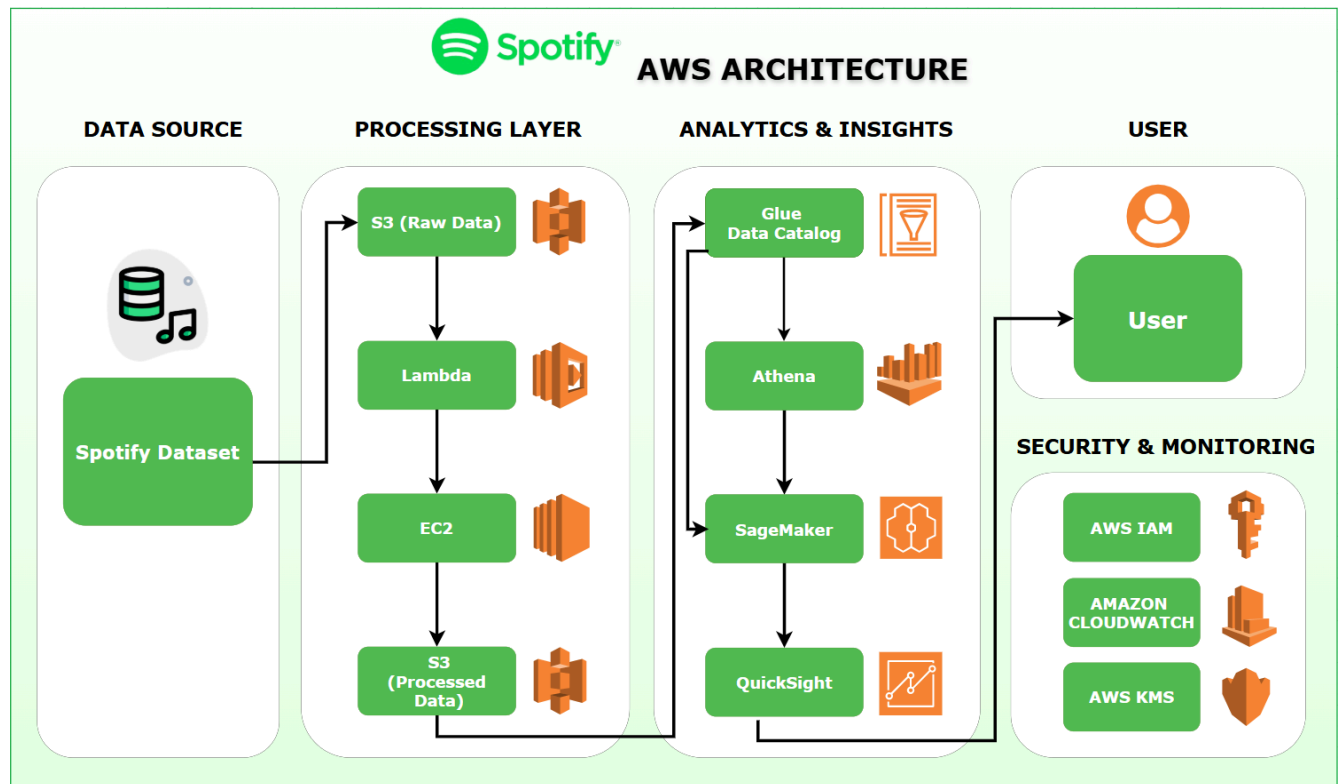 Spotify®
AWS ARCHITECTURE
DATA SOURCE
Spotify Dataset
PROCESSING LAYER
S3 (Raw Data)
Lambda
EC2
S3
(Processed
Data)
ANALYTICS & INSIGHTS
Glue
Data Catalog
Athena
SageMaker
QuickSight
USER
User
SECURITY & MONITORING
AWS IAM
AMAZON
CLOUDWATCH
AWS KMS